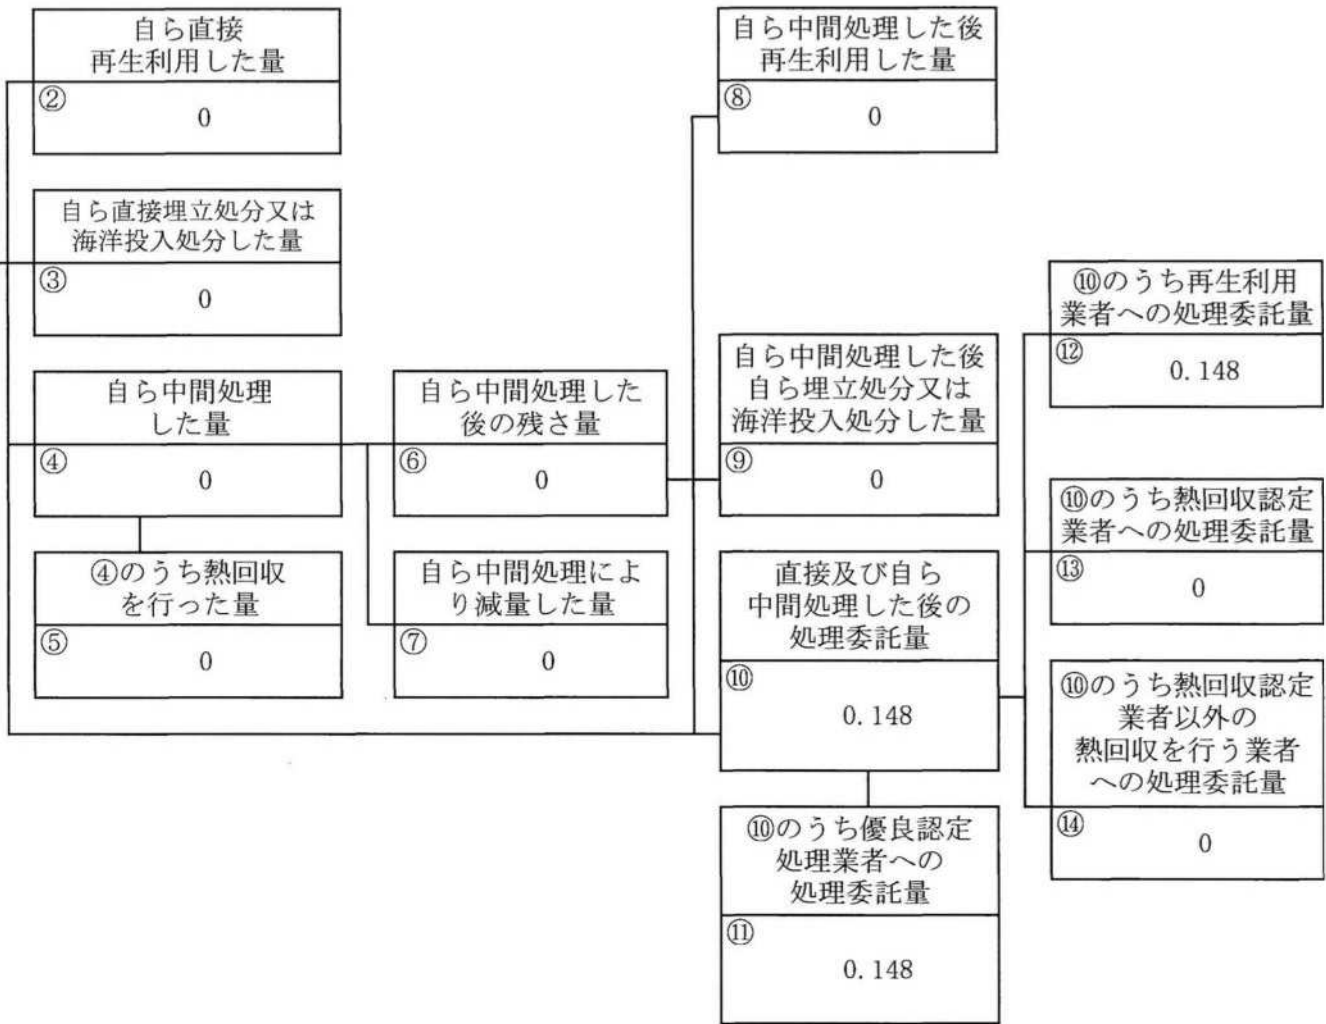 自ら直接
再生利用した量
②
0
自ら直接埋立処分又は
海洋投入処分した量
③
0
自ら中間処理
した量
④
0
④のうち熱回収
を行った量
⑤
0
自ら中間処理した
後の残さ量
⑥
0
自ら中間処理によ
り減量した量
⑦
0
自ら中間処理した後
再生利用した量
⑧
0
自ら中間処理した後
自ら埋立処分又は
海洋投入処分した量
⑨
0
直接及び自ら
中間処理した後の
処理委託量
⑩
0.148
⑩のうち優良認定
処理業者への
処理委託量
⑪
0.148
⑩のうち再生利用
業者への処理委託量
⑫
0.148
⑩のうち熱回収認定
業者への処理委託量
⑬
0
⑩のうち熱回収認定
業者以外の
熱回収を行う業者
への処理委託量
⑭
0